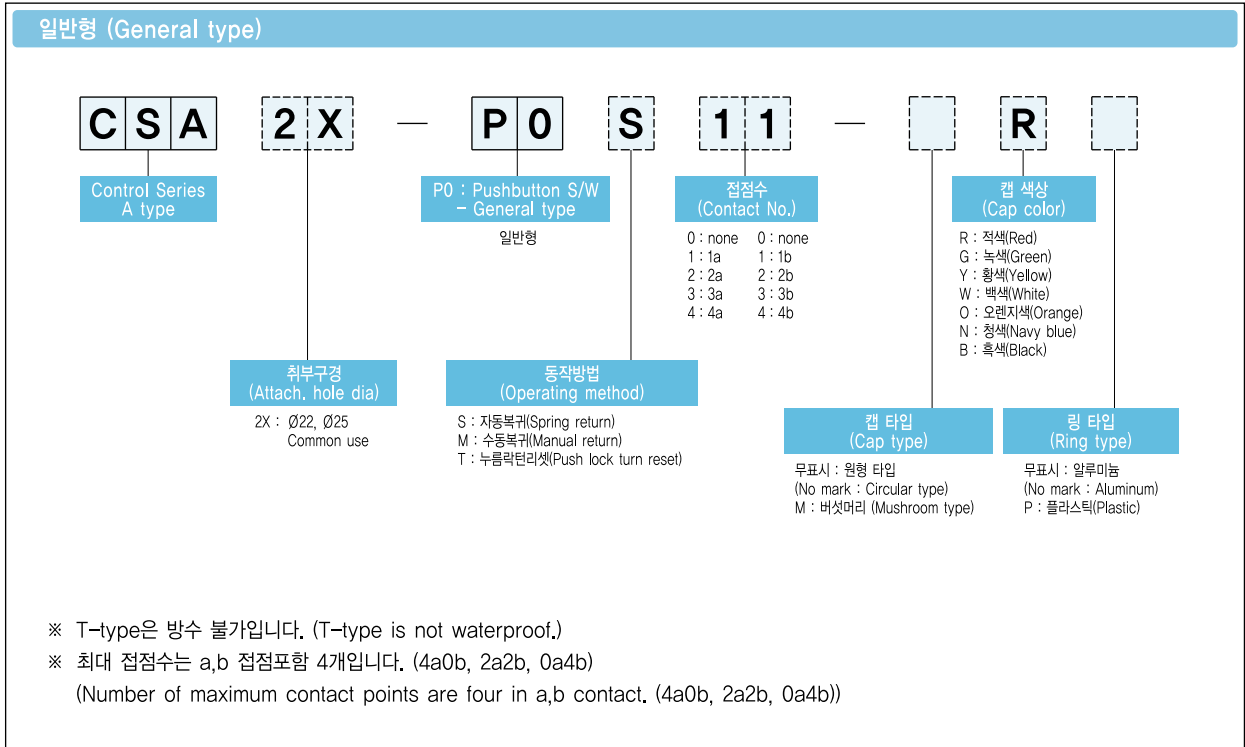 일반형 (General type)
CSA 2X — P0 S 11 — R
Control Series
A type
P0 : Pushbutton S/W
- General type
일반형
접점수
(Contact No.)
0 : none 0 : none
1 : 1a 1 : 1b
2 : 2a 2 : 2b
3 : 3a 3 : 3b
4 : 4a 4 : 4b
캡 색상
(Cap color)
R : 적색(Red)
G : 녹색(Green)
Y : 황색(Yellow)
W : 백색(White)
O : 오렌지색(Orange)
N : 청색(Navy blue)
B : 흑색(Black)
취부구경
(Attach. hole dia)
2X : Ø22, Ø25
Common use
동작방법
(Operating method)
S : 자동복귀(Spring return)
M : 수동복귀(Manual return)
T : 누름락턴리셋(Push lock turn reset)
캡 타입
(Cap type)
무표시 : 원형 타입
(No mark : Circular type)
M : 버섯머리 (Mushroom type)
링 타입
(Ring type)
무표시 : 알루미늄
(No mark : Aluminum)
P : 플라스틱(Plastic)
※ T-type은 방수 불가입니다. (T-type is not waterproof.)
※ 최대 접점수는 a,b 접점포함 4개입니다. (4a0b, 2a2b, 0a4b)
(Number of maximum contact points are four in a,b contact. (4a0b, 2a2b, 0a4b))